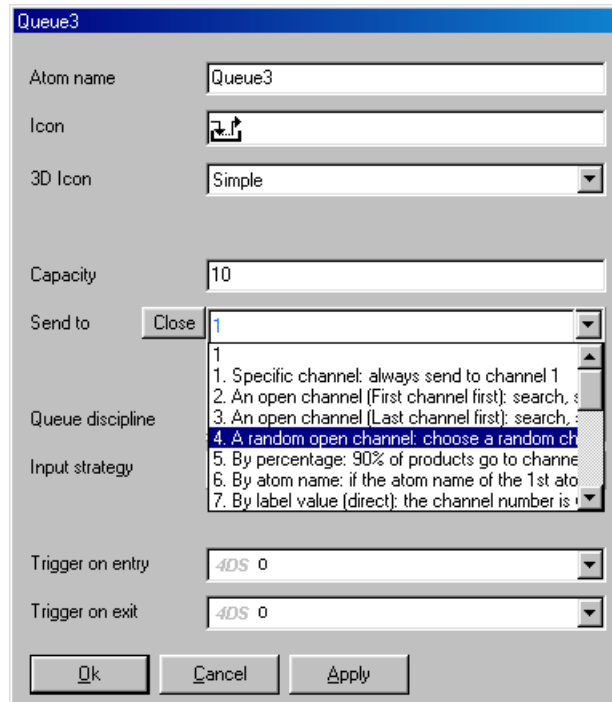 Queue3
Atom name Queue3
Icon
3D Icon Simple
Capacity 10
Send to Close 1
1
1. Specific channel: always send to channel 1
2. An open channel (First channel first): search,
3. An open channel (Last channel first): search,
Queue discipline
4. A random open channel: choose a random ch
Input strategy
5. By percentage: 90% of products go to channe
6. By atom name: if the atom name of the 1st ato
7. By label value (direct): the channel number is
Trigger on entry 4DS 0
Trigger on exit 4DS 0
Ok Cancel Apply